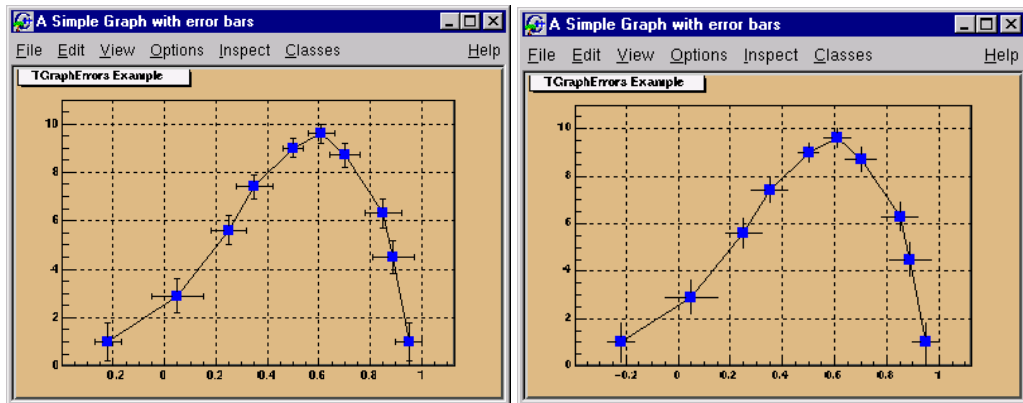 A Simple Graph with error bars
File Edit View Options Inspect Classes Help
TGraphErrors Example
10
8
6
4
2
0
0.2 0 0.2 0.4 0.6 0.8 1
A Simple Graph with error bars
File Edit View Options Inspect Classes Help
TGraphErrors Example
10
8
6
4
2
0
-0.2 0 0.2 0.4 0.6 0.8 1